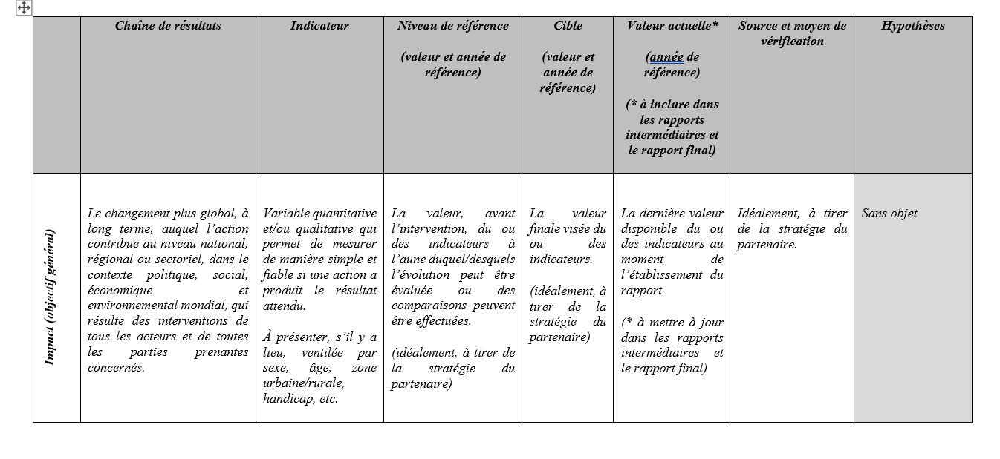 Chaîne de résultats
Indicateur
Niveau de référence
(valeur et année de
référence)
Cible
(valeur et
année de
référence)
Valeur actuelle*
(année de
référence)
(* à inclure dans
les rapports
intermédiaires et
le rapport final)
Source et moyen de
vérification
Hypothèses
Impact (objectif général)
Le changement plus global, à
long terme, auquel l’action
contribue au niveau national,
régional ou sectoriel, dans le
contexte politique, social,
économique et
environnemental mondial, qui
résulte des interventions de
tous les acteurs et de toutes
les parties prenantes
concernés.
Variable quantitative
et/ou qualitative qui
permet de mesurer
de manière simple et
fiable si une action a
produit le résultat
attendu.
À présenter, s’il y a
lieu, ventilée par
sexe, âge, zone
urbaine/rurale,
handicap, etc.
La valeur, avant
l’intervention, du ou
des indicateurs à
l’aune duquel/desquels
l’évolution peut être
évaluée ou des
comparaisons peuvent
être effectuées.
(idéalement, à tirer de
la stratégie du
partenaire)
La valeur
finale visée du
ou des
indicateurs.
(idéalement, à
tirer de la
stratégie du
partenaire)
La dernière valeur
disponible du ou
des indicateurs au
moment de
l’établissement du
rapport
(* à mettre à jour
dans les rapports
intermédiaires et
le rapport final)
Idéalement, à tirer
de la stratégie du
partenaire.
Sans objet